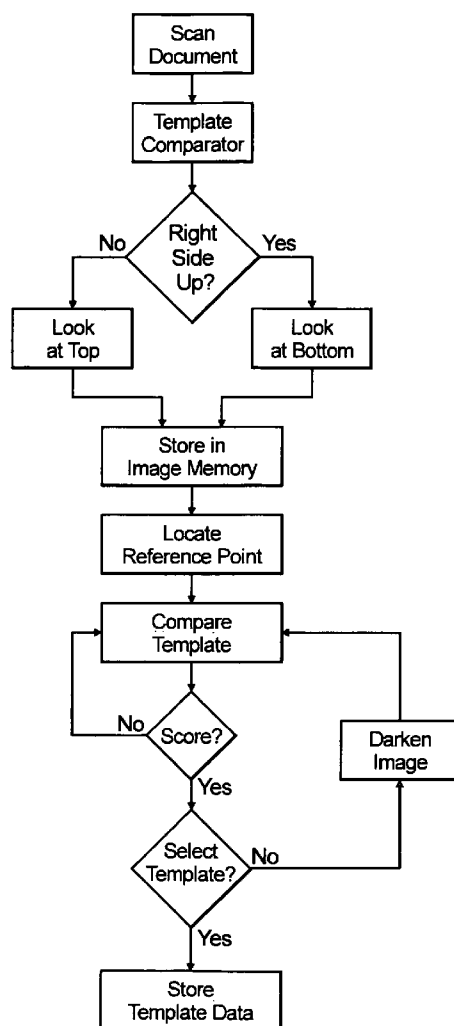 Scan
Document
Template
Comparator
No
Right
Side
Up?
Yes
Look
at Top
Look
at Bottom
Store in
Image Memory
Locate
Reference Point
Compare
Template
No
Score?
Yes
Darken
Image
Select
Template?
No
Yes
Store
Template Data